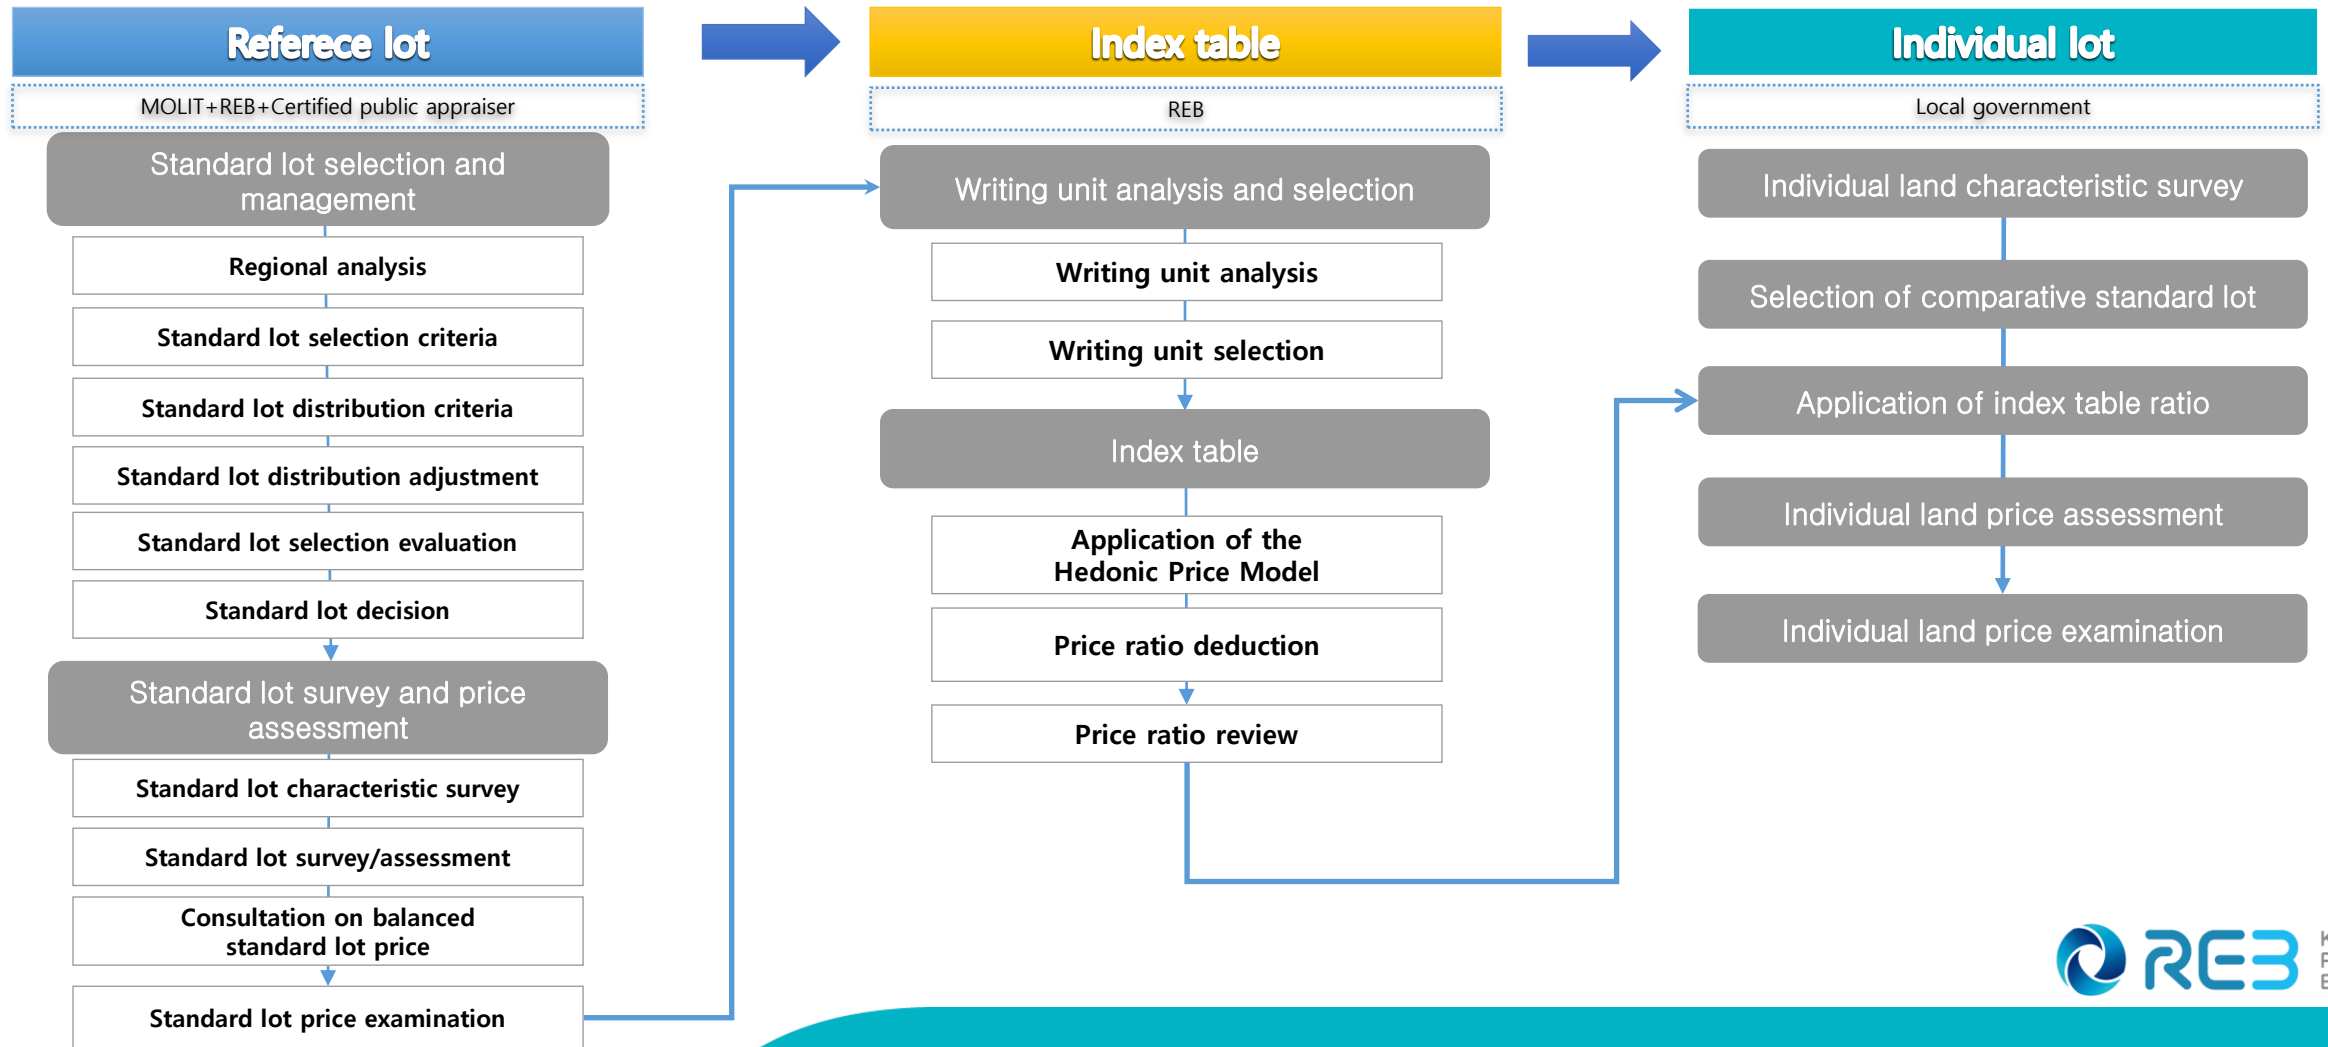 Referece lot
MOLIT+REB+Certified public appraiser
Standard lot selection and
management
Regional analysis
Standard lot selection criteria
Standard lot distribution criteria
Standard lot distribution adjustment
Standard lot selection evaluation
Standard lot decision
Standard lot survey and price
assessment
Standard lot characteristic survey
Standard lot survey/assessment
Consultation on balanced
standard lot price
Standard lot price examination
Index table
REB
Writing unit analysis and selection
Writing unit analysis
Writing unit selection
Index table
Application of the
Hedonic Price Model
Price ratio deduction
Price ratio review
Individual lot
Local government
Individual land characteristic survey
Selection of comparative standard lot
Application of index table ratio
Individual land price assessment
Individual land price examination
REB